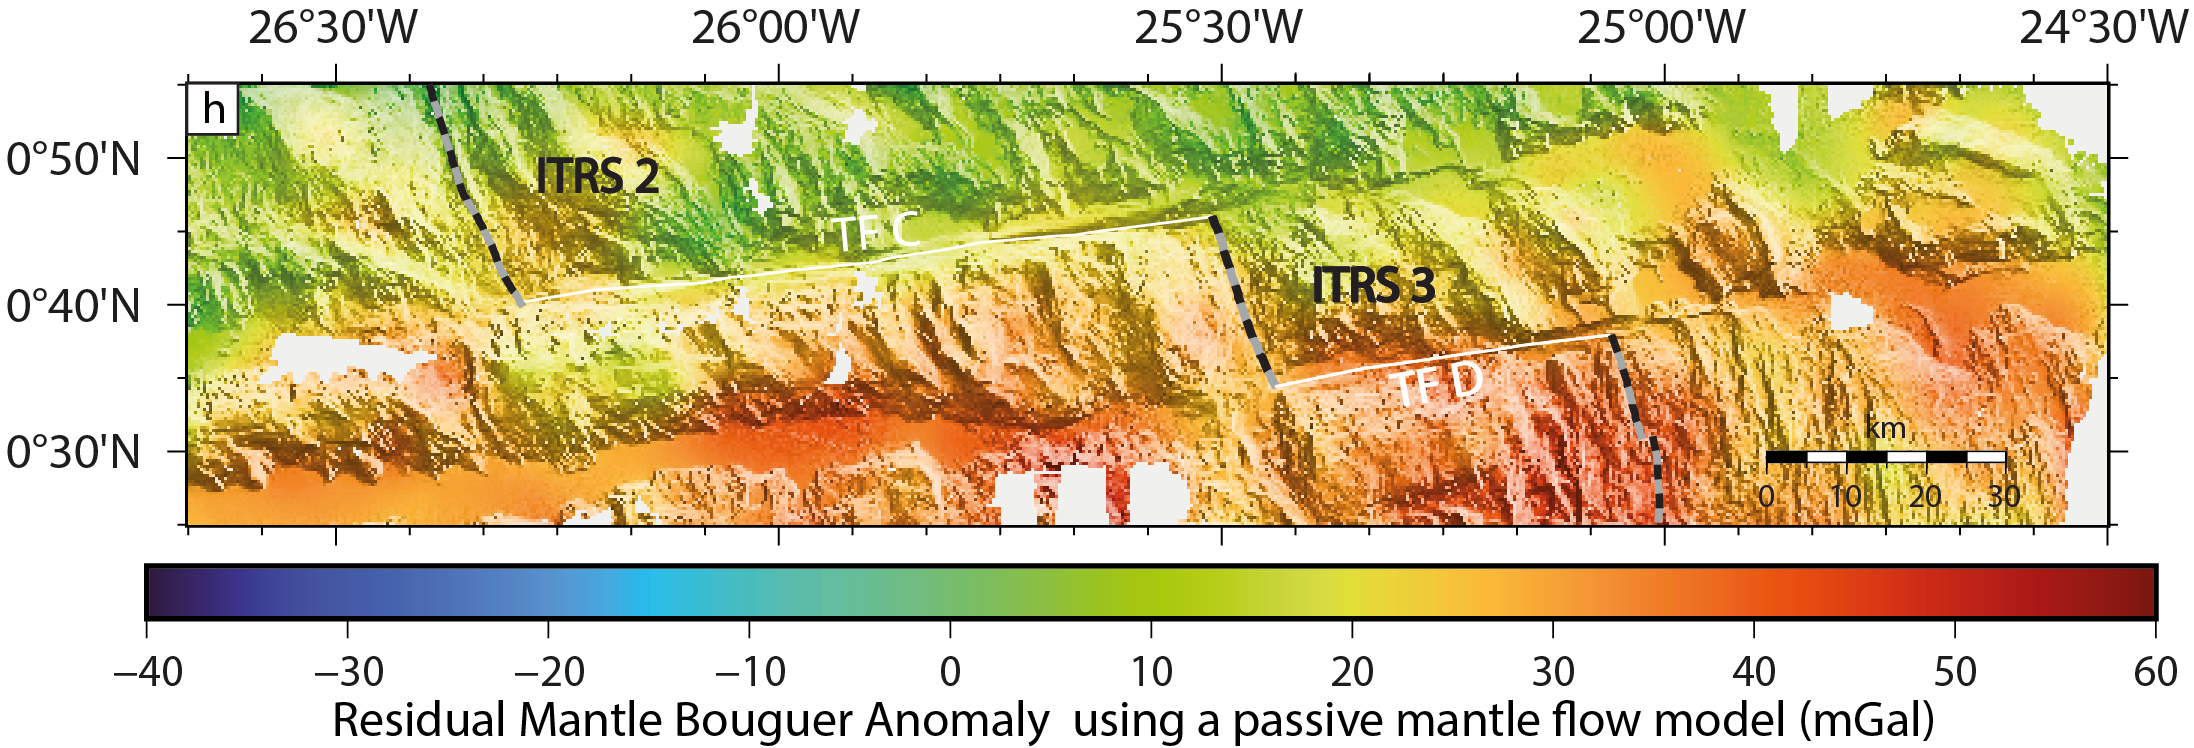 26°30'W 26°00'W 25°30'W 25°00'W 24°30'W
h
0°50'N
ITRS 2
TF C
0°40'N
ITRS 3
TF D
0°30'N
km
0 10 20 30
−40 −30 −20 −10 0 10 20 30 40 50 60
Residual Mantle Bouguer Anomaly using a passive mantle flow model (mGal)